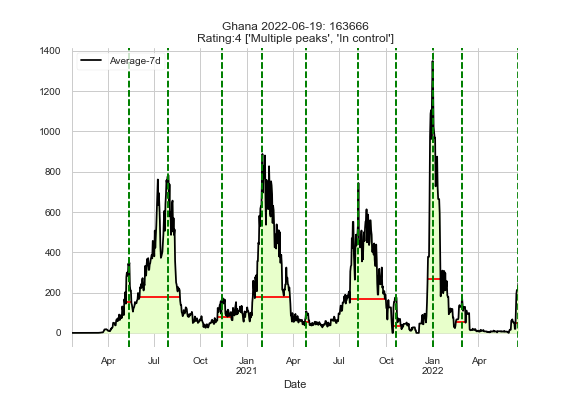 Ghana 2022-06-19: 163666
Rating:4 ['Multiple peaks', 'In control']
1400
1200
1000
800
600
400
200
0
Average-7d
Apr Jul Oct Jan Apr Jul Oct Jan Apr
2021 2022
Date